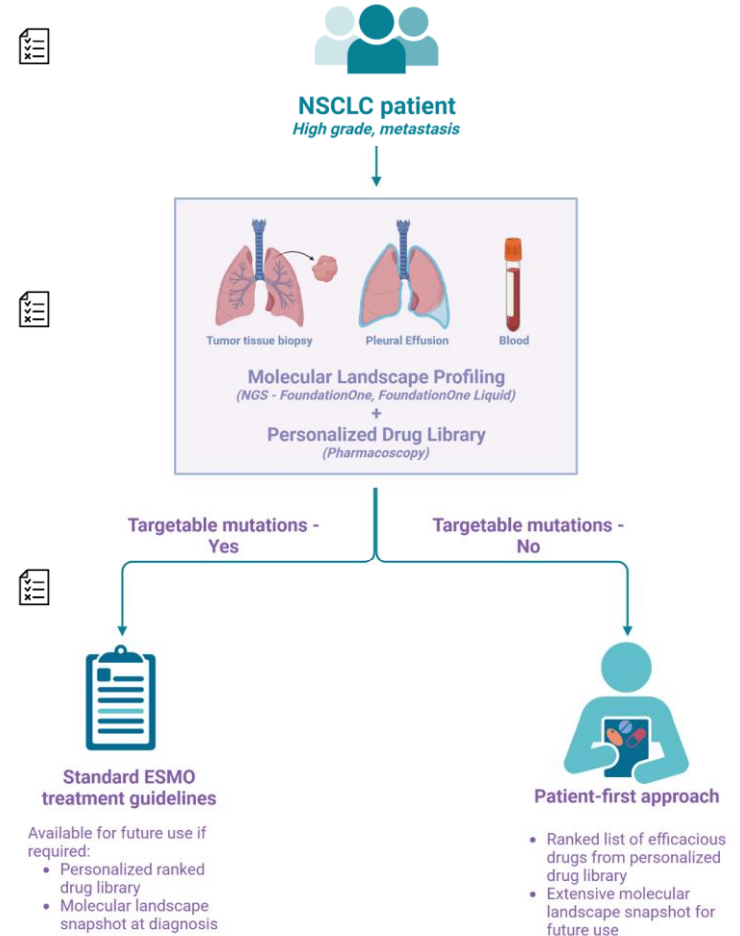 NSCLC patient
High grade, metastasis
Tumor tissue biopsy
Pleural Effusion
Blood
Molecular Landscape Profiling
(NGS - FoundationOne, FoundationOne Liquid)
+
Personalized Drug Library
(Pharmacoscopy)
Targetable mutations -
Yes
Targetable mutations -
No
Standard ESMO
treatment guidelines
Available for future use if
required:
• Personalized ranked
drug library
• Molecular landscape
snapshot at diagnosis
Patient-first approach
• Ranked list of efficacious
drugs from personalized
drug library
• Extensive molecular
landscape snapshot for
future use